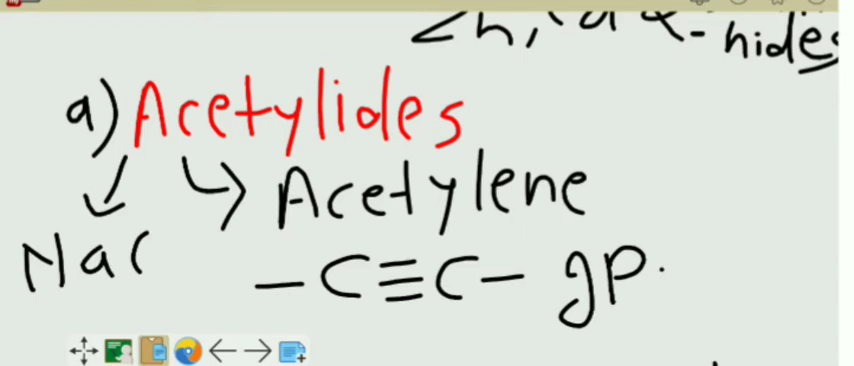 hides
a) Acetylides
Acetylene
Nac
— C≡C — gp.